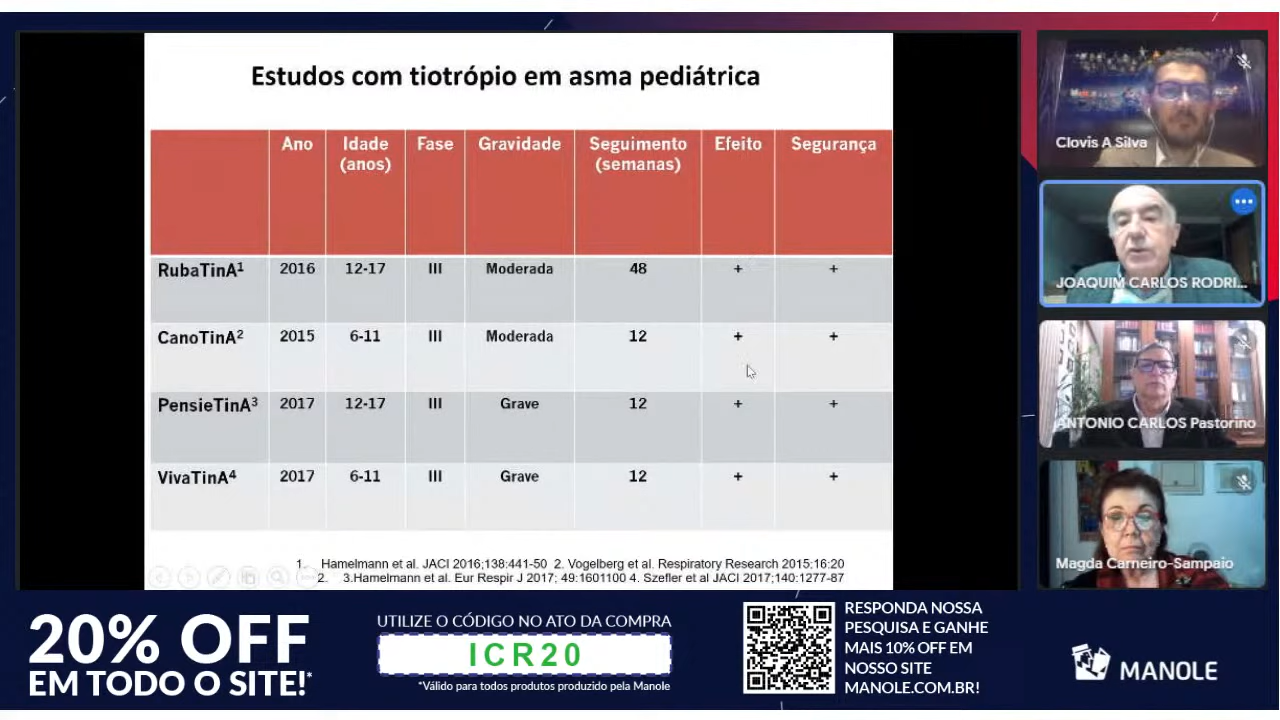 Estudos com tiotrópio em asma pediátrica
Ano Idade (anos) Fase Gravidade Seguimento (semanas) Efeito Segurança
RubaTinA¹ 2016 12-17 III Moderada 48 + +
CanoTinA² 2015 6-11 III Moderada 12 + +
PensieTinA³ 2017 12-17 III Grave 12 + +
VivaTinA⁴ 2017 6-11 III Grave 12 + +
1. Hamelmann et al. JACI 2016;138:441-50 2. Vogelberg et al. Respiratory Research 2015;16:20
2. 3.Hamelmann et al. Eur Respir J 2017; 49:1601100 4. Szefler et al JACI 2017;140:1277-87
Clovis A Silva
JOAQUIM CARLOS RODRI...
ANTONIO CARLOS Pastorino
Magda Carneiro-Sampaio
20% OFF
EM TODO O SITE!*
UTILIZE O CÓDIGO NO ATO DA COMPRA
ICR20
*Válido para todos produtos produzido pela Manole
RESPONDA NOSSA
PESQUISA E GANHE
MAIS 10% OFF EM
NOSSO SITE
MANOLE.COM.BR!
MANOLE